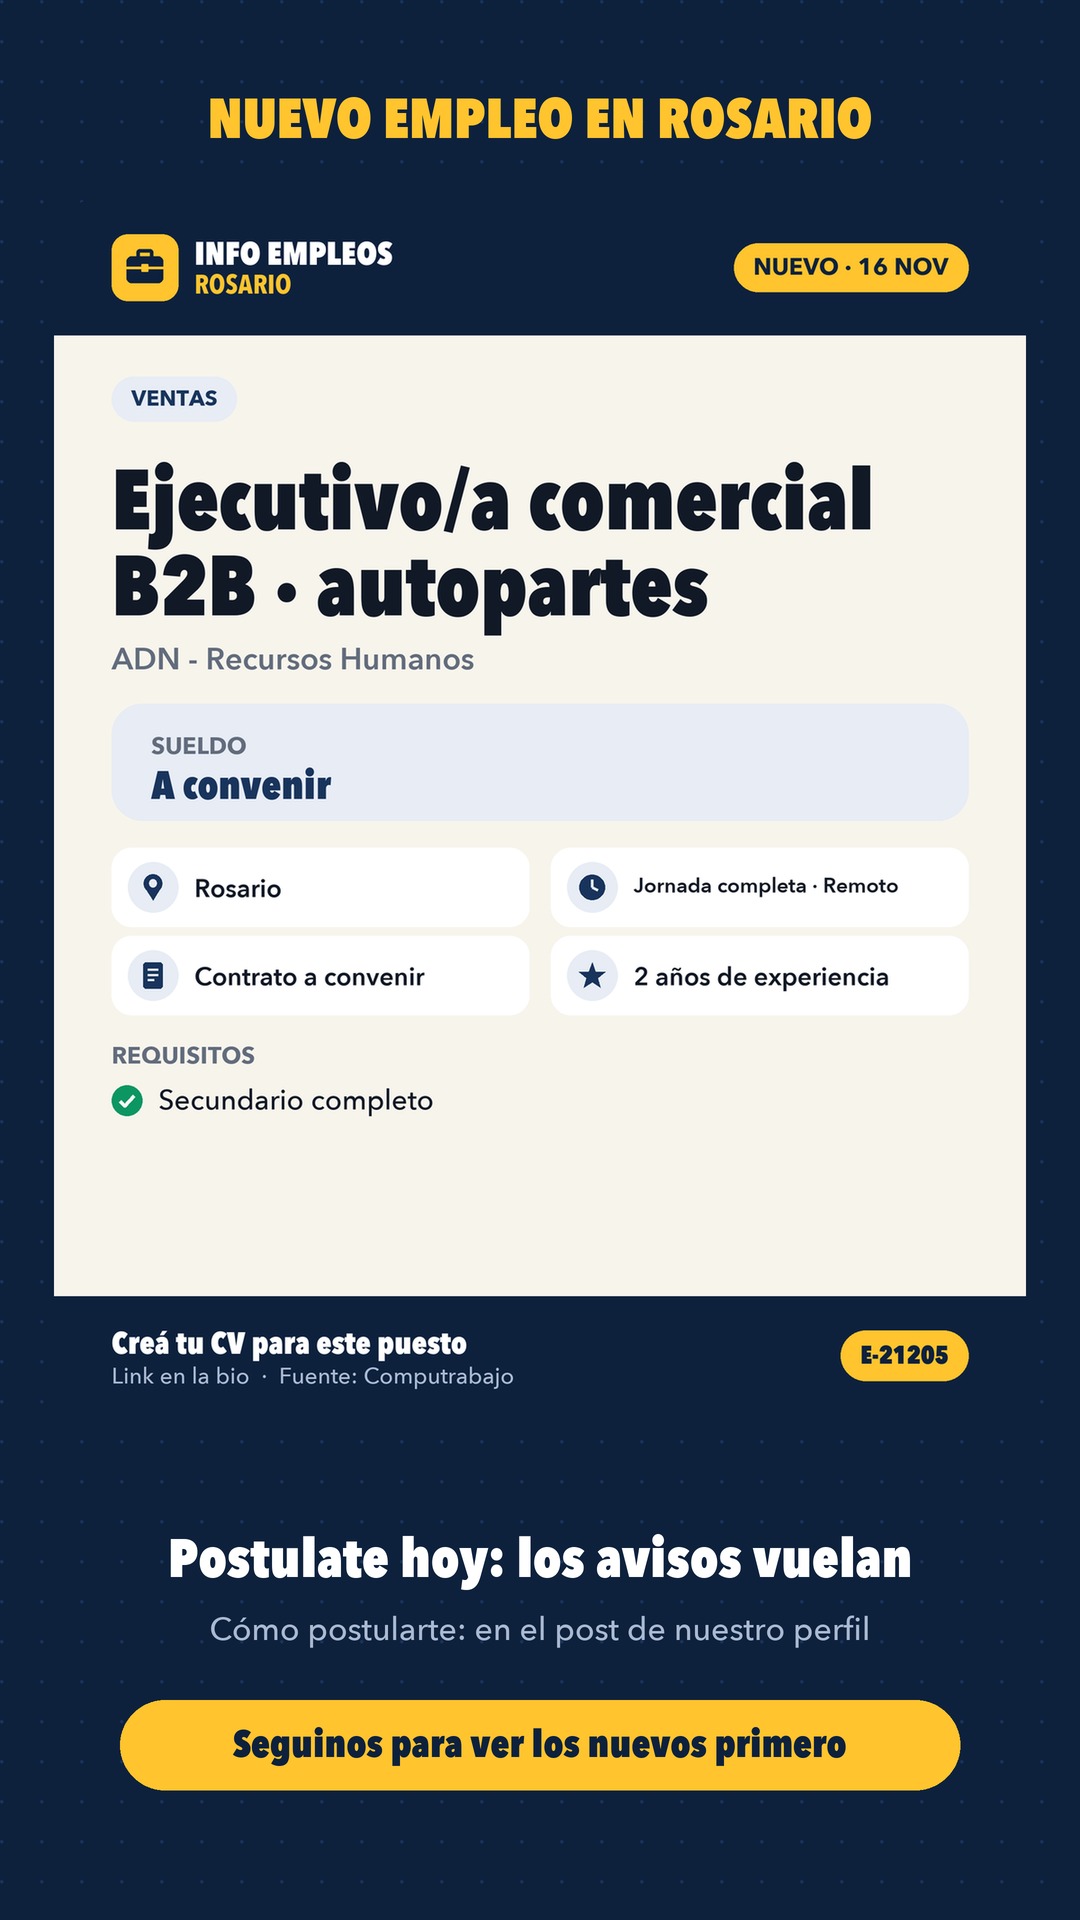 NUEVO EMPLEO EN ROSARIO
INFO EMPLEOS
ROSARIO
NUEVO · 16 NOV
VENTAS
Ejecutivo/a comercial
B2B · autopartes
ADN - Recursos Humanos
SUELDO
A convenir
Rosario
Jornada completa · Remoto
Contrato a convenir
2 años de experiencia
REQUISITOS
Secundario completo
Creá tu CV para este puesto
Link en la bio · Fuente: Computrabajo
E-21205
Postulate hoy: los avisos vuelan
Cómo postularte: en el post de nuestro perfil
Seguinos para ver los nuevos primero